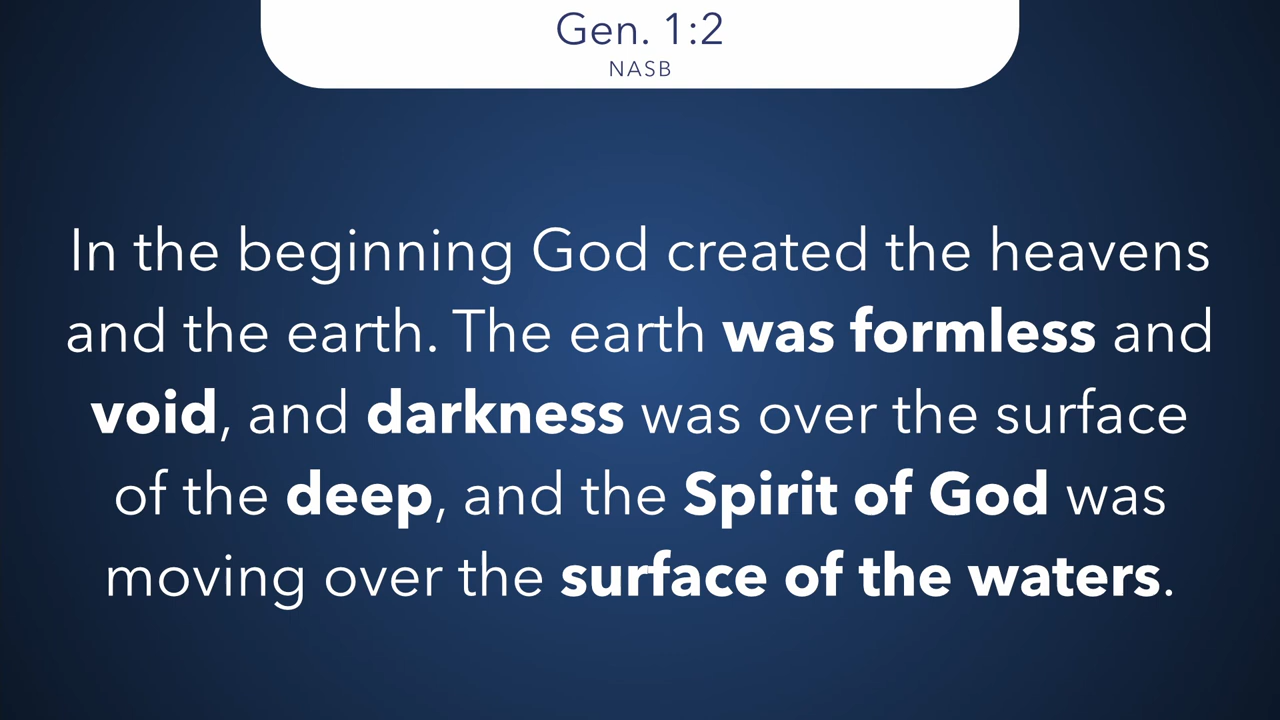 Gen. 1:2
NASB
In the beginning God created the heavens
and the earth. The earth was formless and
void, and darkness was over the surface
of the deep, and the Spirit of God was
moving over the surface of the waters.